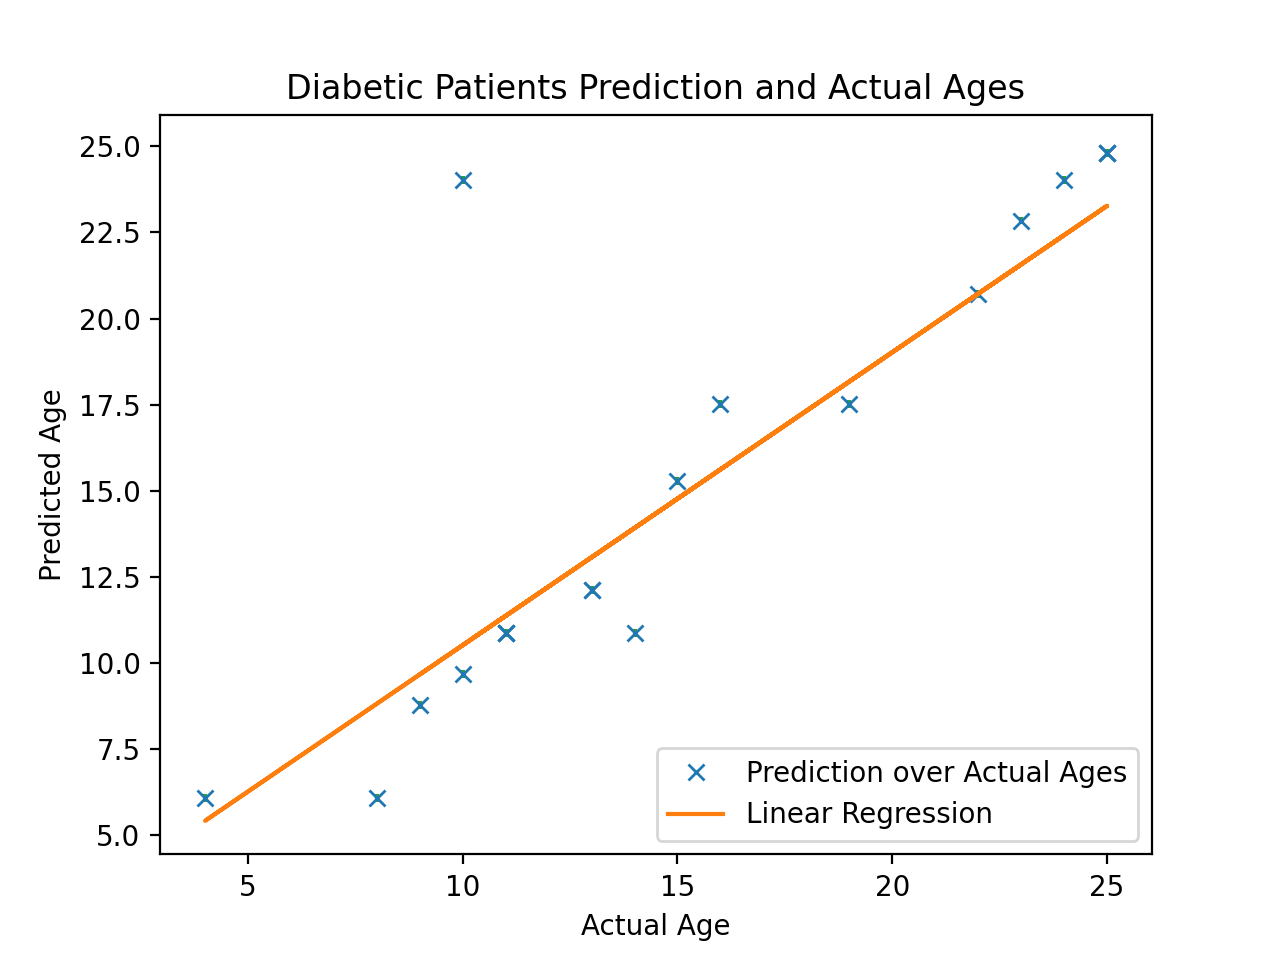 Diabetic Patients Prediction and Actual Ages
25.0
22.5
20.0
17.5
15.0
12.5
10.0
7.5
5.0
Predicted Age
Prediction over Actual Ages
Linear Regression
5 10 15 20 25
Actual Age